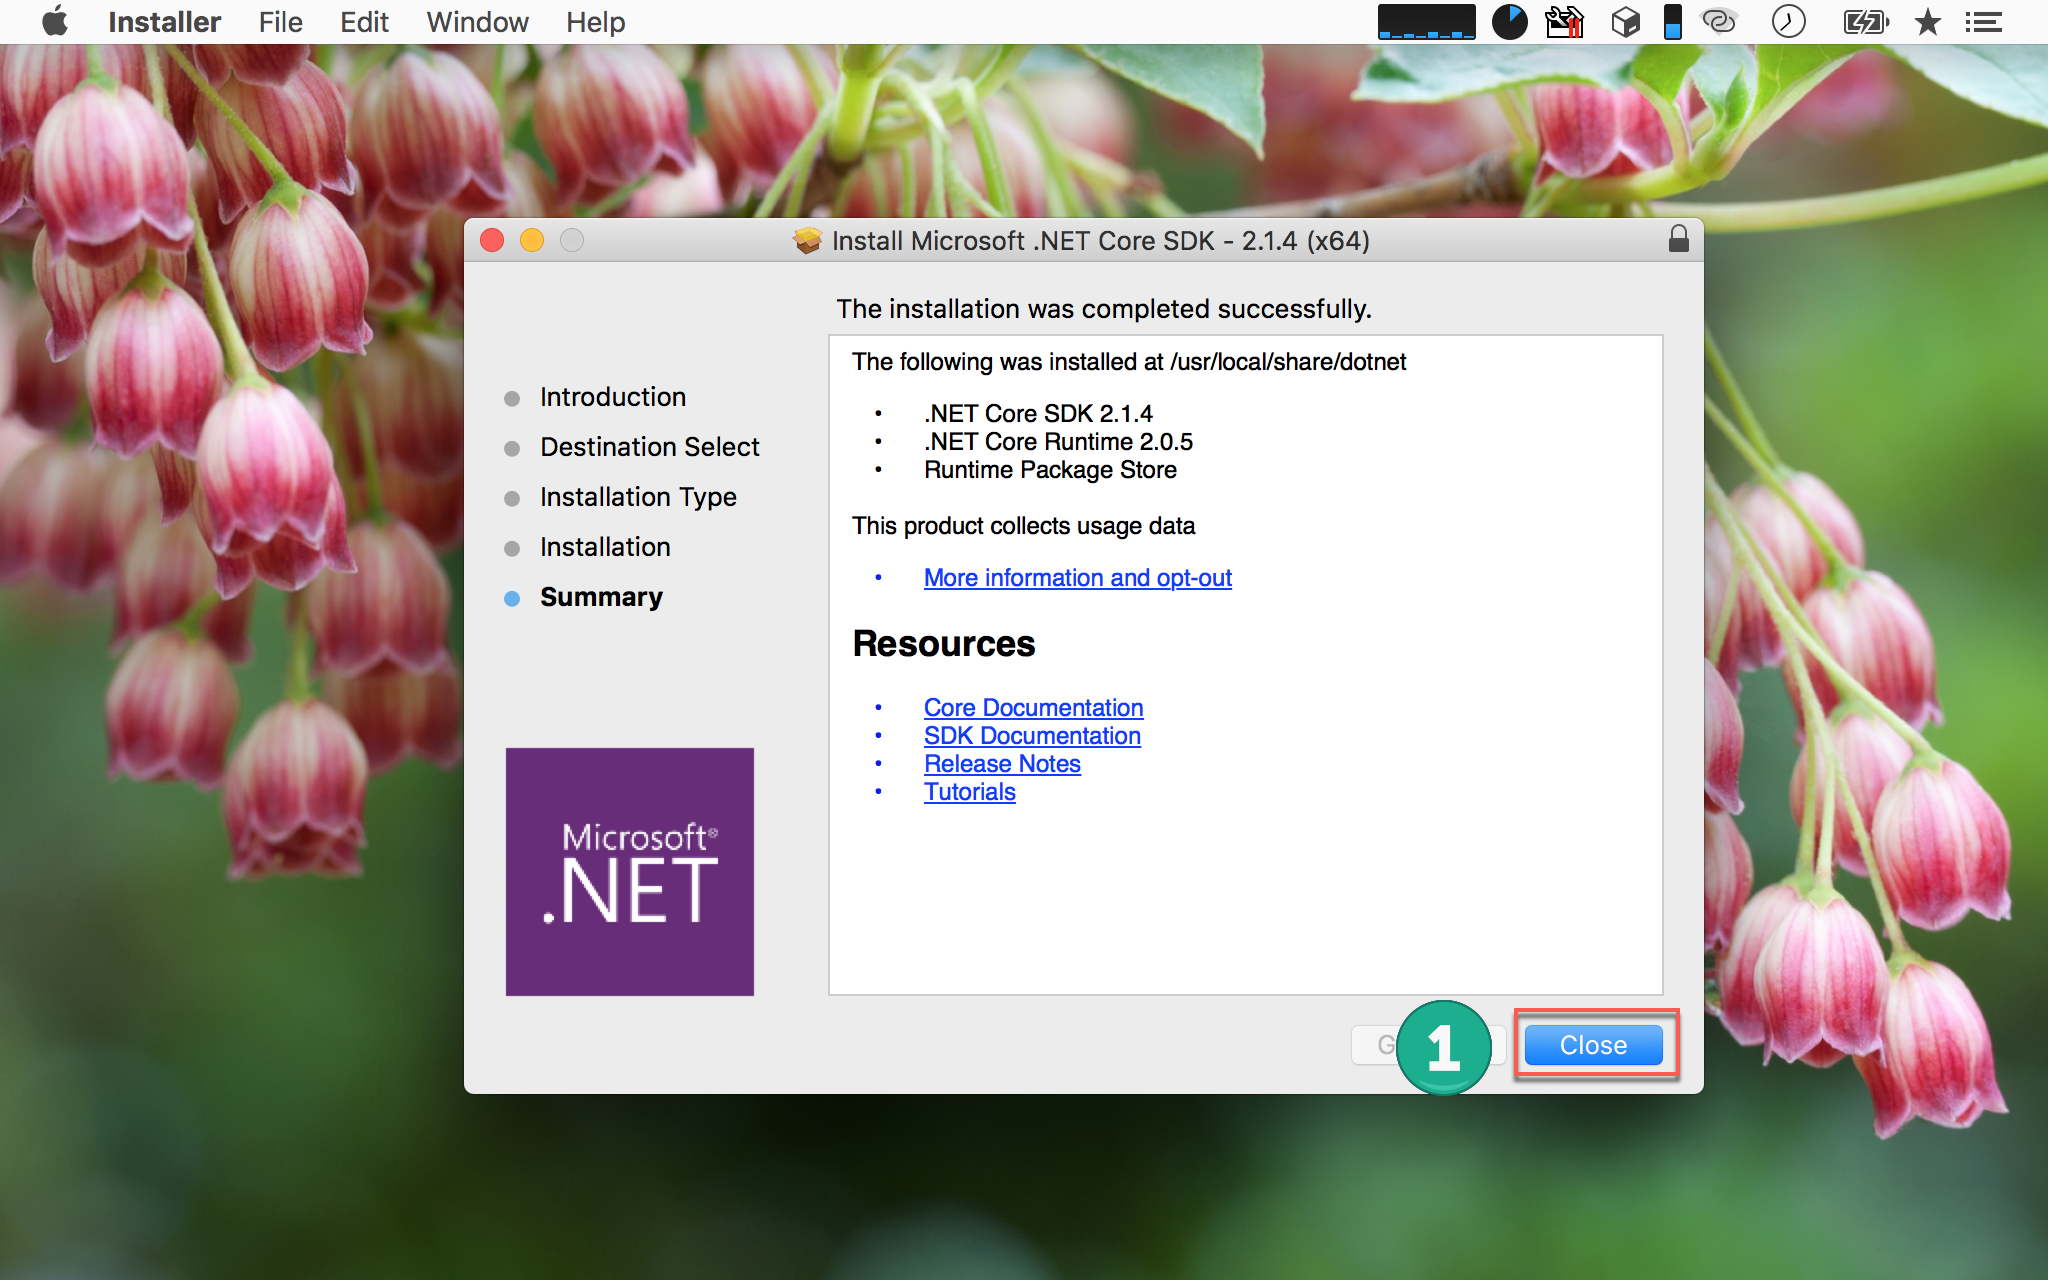 Installer File Edit Window Help
Install Microsoft .NET Core SDK - 2.1.4 (x64)
The installation was completed successfully.
Introduction
Destination Select
Installation Type
Installation
Summary
The following was installed at /usr/local/share/dotnet
• .NET Core SDK 2.1.4
• .NET Core Runtime 2.0.5
• Runtime Package Store
This product collects usage data
• More information and opt-out
Resources
• Core Documentation
• SDK Documentation
• Release Notes
• Tutorials
Microsoft®
.NET
1
Close